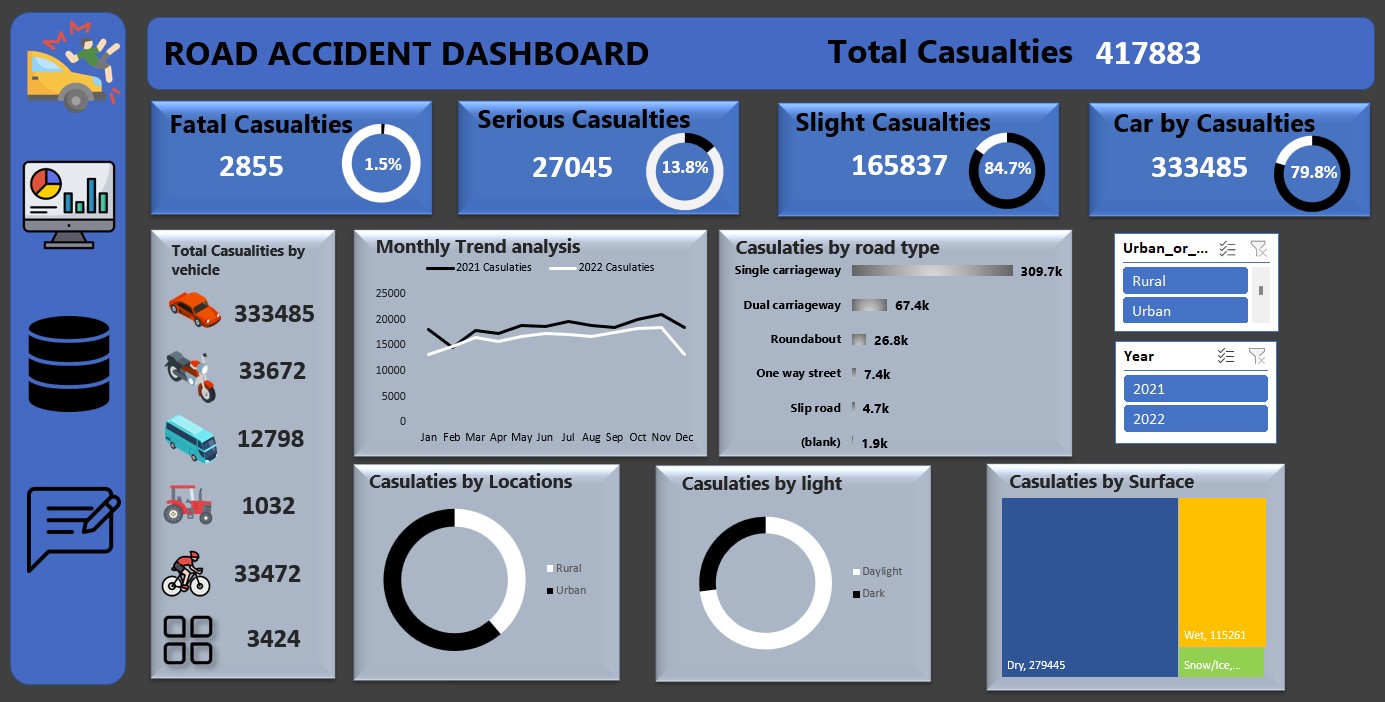 ROAD ACCIDENT DASHBOARD
Total Casualties 417883
Fatal Casualties
2855
1.5%
Serious Casualties
27045
13.8%
Slight Casualties
165837
84.7%
Car by Casualties
333485
79.8%
Total Casualities by
vehicle
333485
33672
12798
1032
33472
3424
Monthly Trend analysis
2021 Casulaties
2022 Casulaties
25000
20000
15000
10000
5000
0
Jan Feb Mar Apr May Jun Jul Aug Sep Oct Nov Dec
Casulaties by road type
Single carriageway 309.7k
Dual carriageway 67.4k
Roundabout 26.8k
One way street 7.4k
Slip road 4.7k
(blank) 1.9k
Urban_or_...
Rural
Urban
Year
2021
2022
Casulaties by Locations
Rural
Urban
Casulaties by light
Daylight
Dark
Casulaties by Surface
Dry, 279445
Wet, 115261
Snow/Ice,...